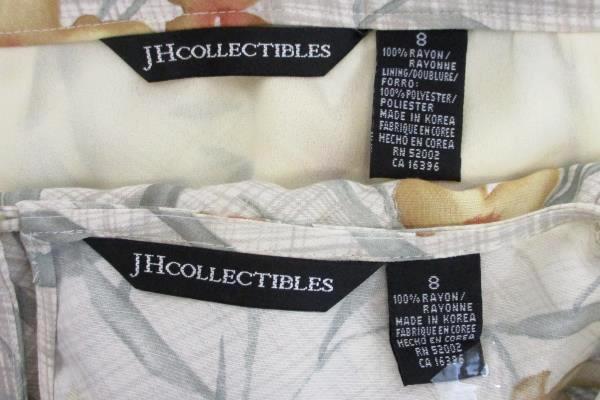 JHCOLLECTIBLES
8
100% RAYON/
RAYONNE
LINING/DOUBLURE/
FORRO:
100% POLYESTER/
POLIESTER
MADE IN KOREA
FABRIQUE EN COREE
HECHO EN COREA
RN 52002
CA 16396
JHCOLLECTIBLES
8
100% RAYON/
RAYONNE
MADE IN KOREA
FABRIQUE EN COREE
HECHO EN COREA
RN 52002
CA 16396